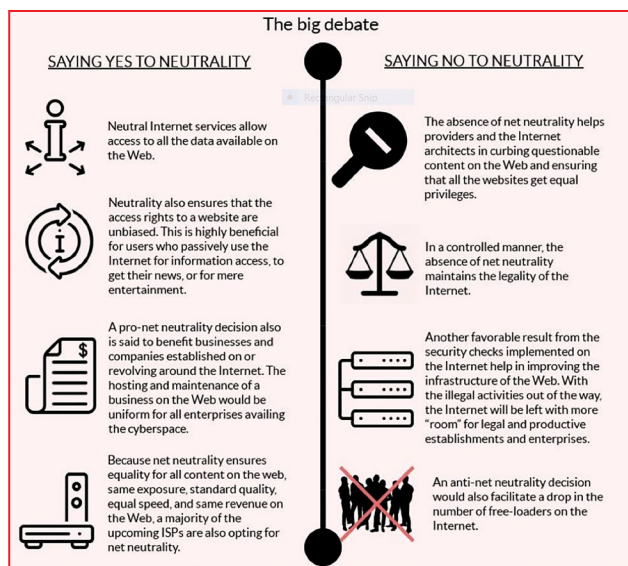 The big debate
SAYING YES TO NEUTRALITY
Neutral Internet services allow
access to all the data available on
the Web.
Neutrality also ensures that the
access rights to a website are
unbiased. This is highly beneficial
for users who passively use the
Internet for information access, to
get their news, or for mere
entertainment.
A pro-net neutrality decision also
is said to benefit businesses and
companies established on or
revolving around the Internet. The
hosting and maintenance of a
business on the Web would be
uniform for all enterprises availing
the cyberspace.
Because net neutrality ensures
equality for all content on the web,
same exposure, standard quality,
equal speed, and same revenue on
the Web, a majority of the
upcoming ISPs are also opting for
net neutrality.
SAYING NO TO NEUTRALITY
Rectangular Snip
The absence of net neutrality helps
providers and the Internet
architects in curbing questionable
content on the Web and ensuring
that all the websites get equal
privileges.
In a controlled manner, the
absence of net neutrality
maintains the legality of the
Internet.
Another favorable result from the
security checks implemented on
the Internet help in improving the
infrastructure of the Web. With
the illegal activities out of the way,
the Internet will be left with more
"room" for legal and productive
establishments and enterprises.
An anti-net neutrality decision
would also facilitate a drop in the
number of free-loaders on the
Internet.